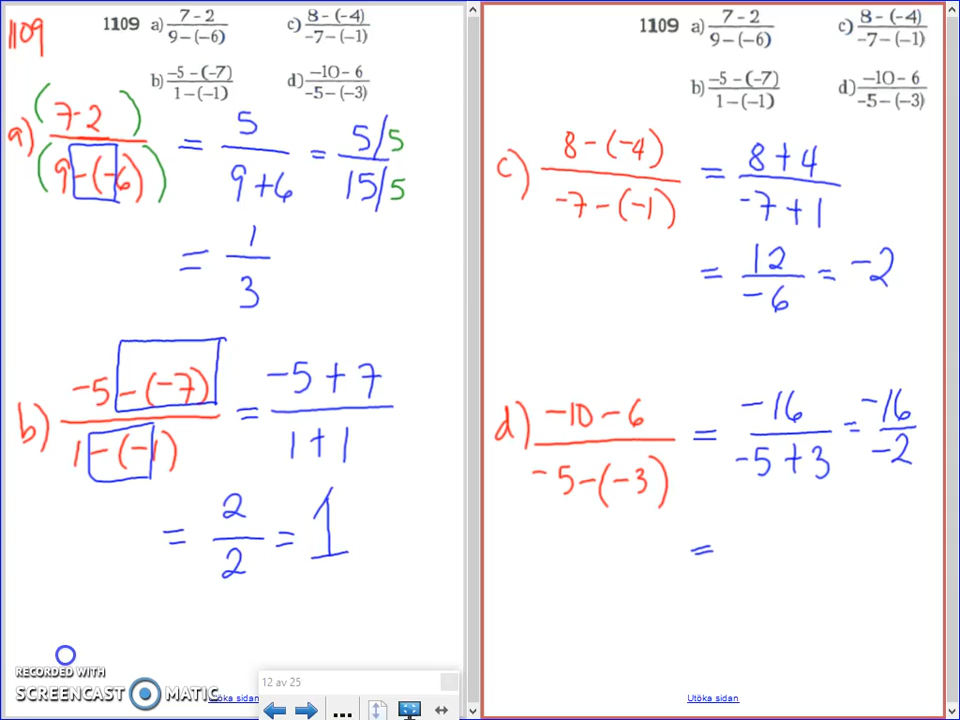 1109
1109 a) 7 - 2 / 9 - (-6) c) 8 - (-4) / -7 - (-1)
b) -5 - (-7) / 1 - (-1) d) -10 - 6 / -5 - (-3)
a) (7-2) / (9-(-6)) = 5 / 9+6 = 5/5 / 15/5
= 1 / 3
b) -5-(-7) / 1-(-1) = -5+7 / 1+1
= 2 / 2 = 1
RECORDED WITH
SCREENCAST MATIC
Utöka sidan
12 av 25
...
1109 a) 7 - 2 / 9 - (-6) c) 8 - (-4) / -7 - (-1)
b) -5 - (-7) / 1 - (-1) d) -10 - 6 / -5 - (-3)
c) 8-(-4) / -7-(-1) = 8+4 / -7+1
= 12 / -6 = -2
d) -10-6 / -5-(-3) = -16 / -5+3 = -16 / -2
=
Utöka sidan